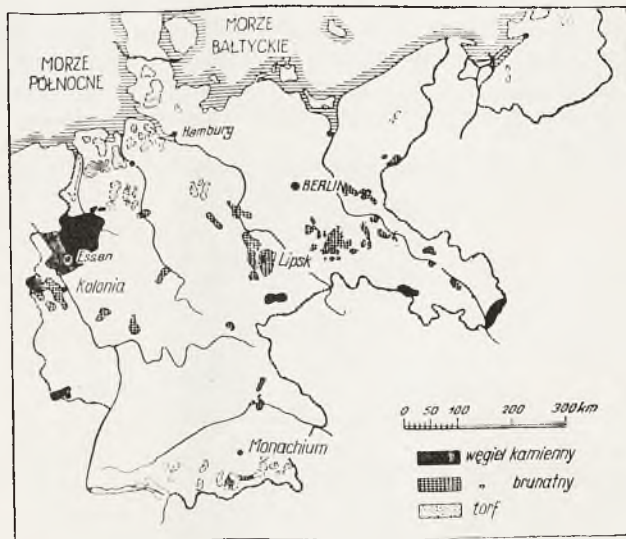 MORZE
BAŁTYCKIE
MORZE
PÓŁNOCNE
Hamburg
BERLIN
Essen
Lipsk
Kolonia
Monachium
0 50 100 200 300 km
węgiel kamienny
„ brunatny
torf